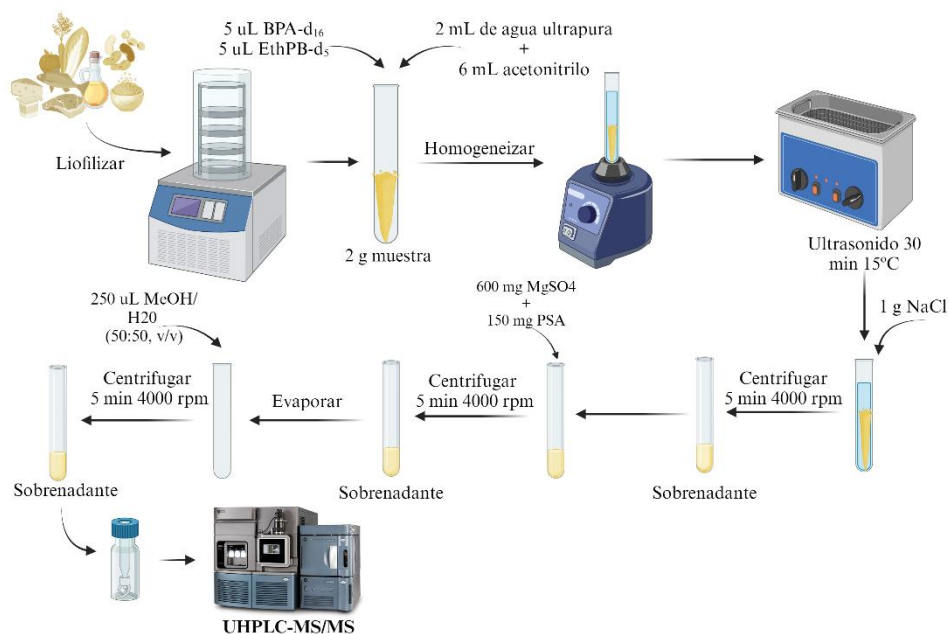 5 uL BPA-d₁₆
5 uL EthPB-d₅
2 mL de agua ultrapura
+
6 mL acetonitrilo
Liofilizar
Homogeneizar
2 g muestra
Ultrasonido 30
min 15ºC
1 g NaCl
Centrifugar
5 min 4000 rpm
Sobrenadante
600 mg MgSO4
+
150 mg PSA
Centrifugar
5 min 4000 rpm
Sobrenadante
Evaporar
250 uL MeOH/
H20
(50:50, v/v)
Centrifugar
5 min 4000 rpm
Sobrenadante
UHPLC-MS/MS